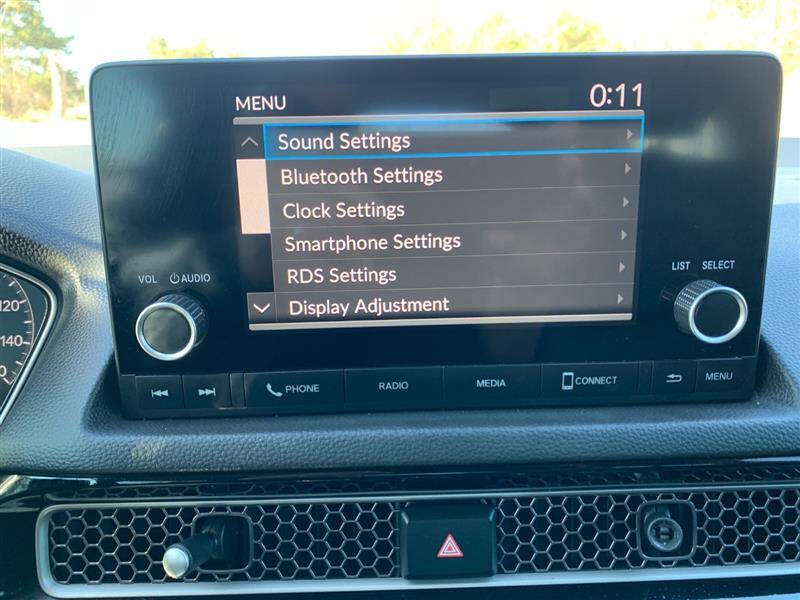 MENU 0:11
Sound Settings
Bluetooth Settings
Clock Settings
Smartphone Settings
RDS Settings
Display Adjustment
VOL AUDIO
LIST SELECT
PHONE RADIO MEDIA CONNECT MENU
120
140